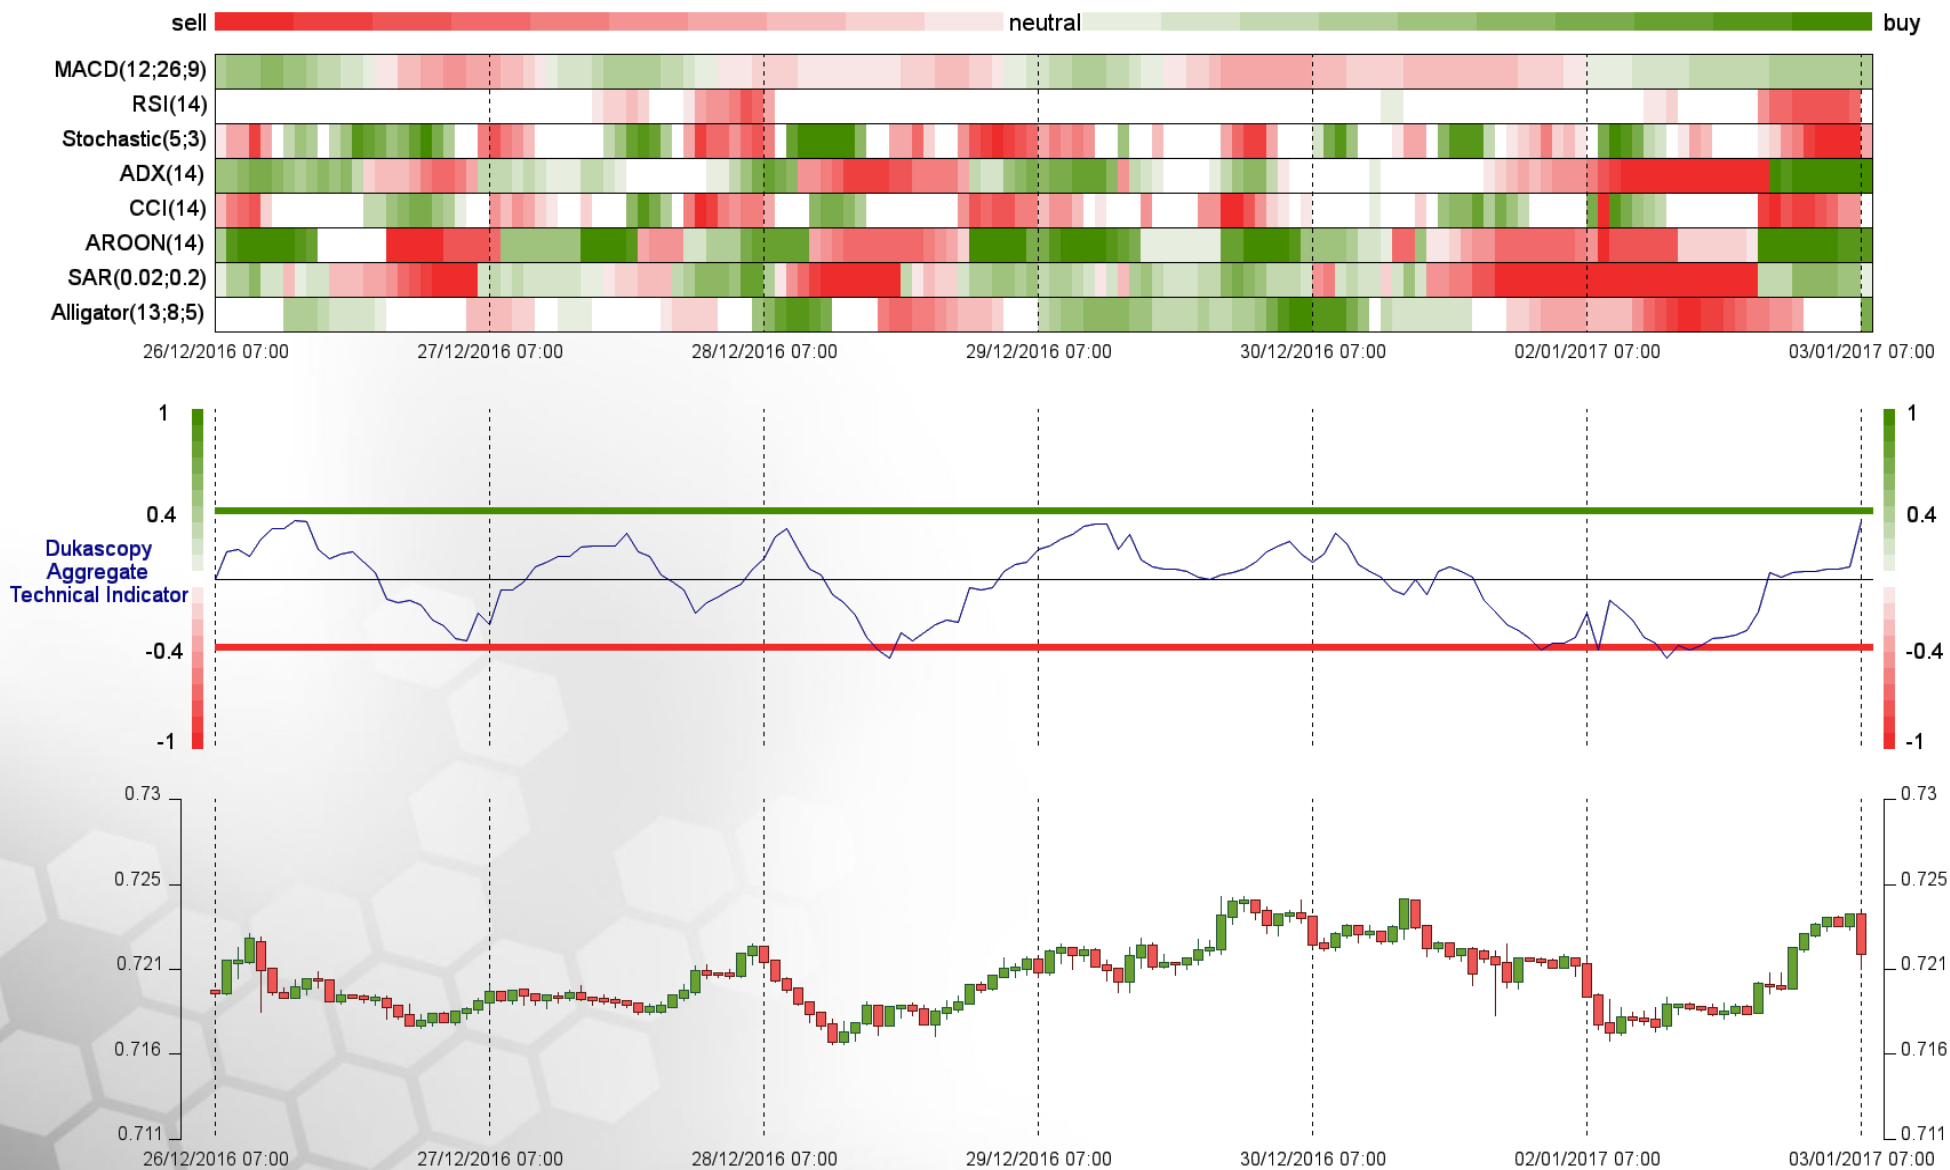 sell neutral buy
MACD(12;26;9)
RSI(14)
Stochastic(5;3)
ADX(14)
CCI(14)
AROON(14)
SAR(0.02;0.2)
Alligator(13;8;5)
26/12/2016 07:00 27/12/2016 07:00 28/12/2016 07:00 29/12/2016 07:00 30/12/2016 07:00 02/01/2017 07:00 03/01/2017 07:00
1 1
0.4 0.4
Dukascopy
Aggregate
Technical Indicator
-0.4 -0.4
-1 -1
0.73 0.73
0.725 0.725
0.721 0.721
0.716 0.716
0.711 0.711
26/12/2016 07:00 27/12/2016 07:00 28/12/2016 07:00 29/12/2016 07:00 30/12/2016 07:00 02/01/2017 07:00 03/01/2017 07:00